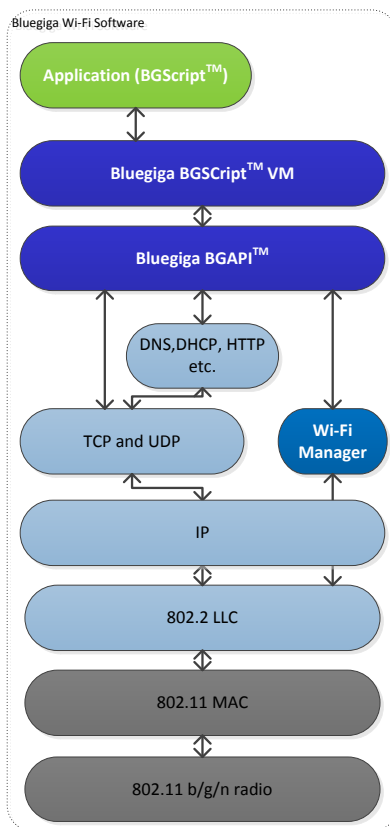 Bluegiga Wi-Fi Software
Application (BGScript™)
Bluegiga BGSCript™ VM
Bluegiga BGAPI™
DNS,DHCP, HTTP
etc.
TCP and UDP
Wi-Fi
Manager
IP
802.2 LLC
802.11 MAC
802.11 b/g/n radio